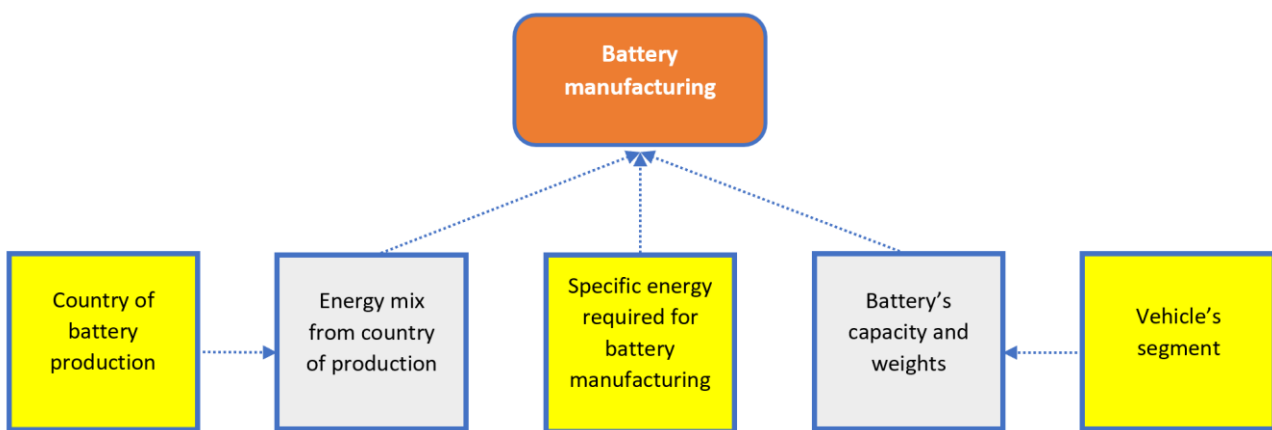 Battery
manufacturing
Country of
battery
production
Energy mix
from country
of production
Specific energy
required for
battery
manufacturing
Battery’s
capacity and
weights
Vehicle’s
segment